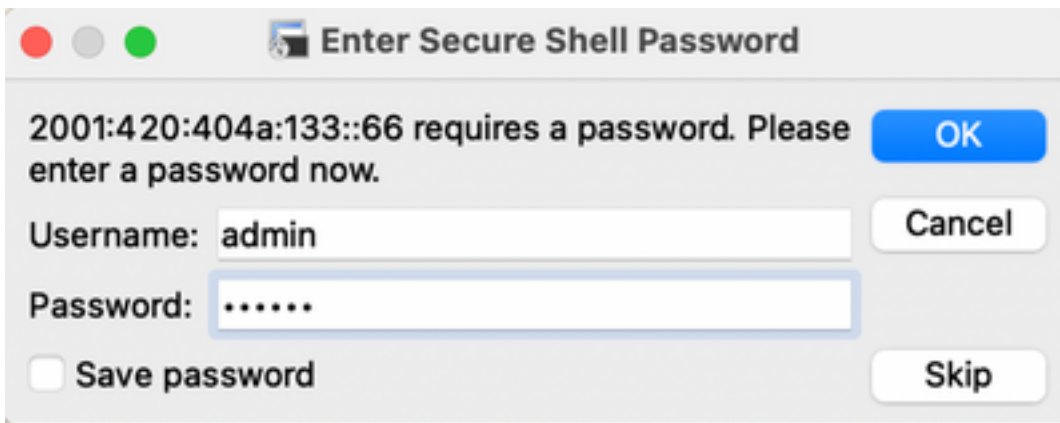 Enter Secure Shell Password
2001:420:404a:133::66 requires a password. Please
enter a password now.
OK
Username: admin
Cancel
Password: ••••••
Save password
Skip